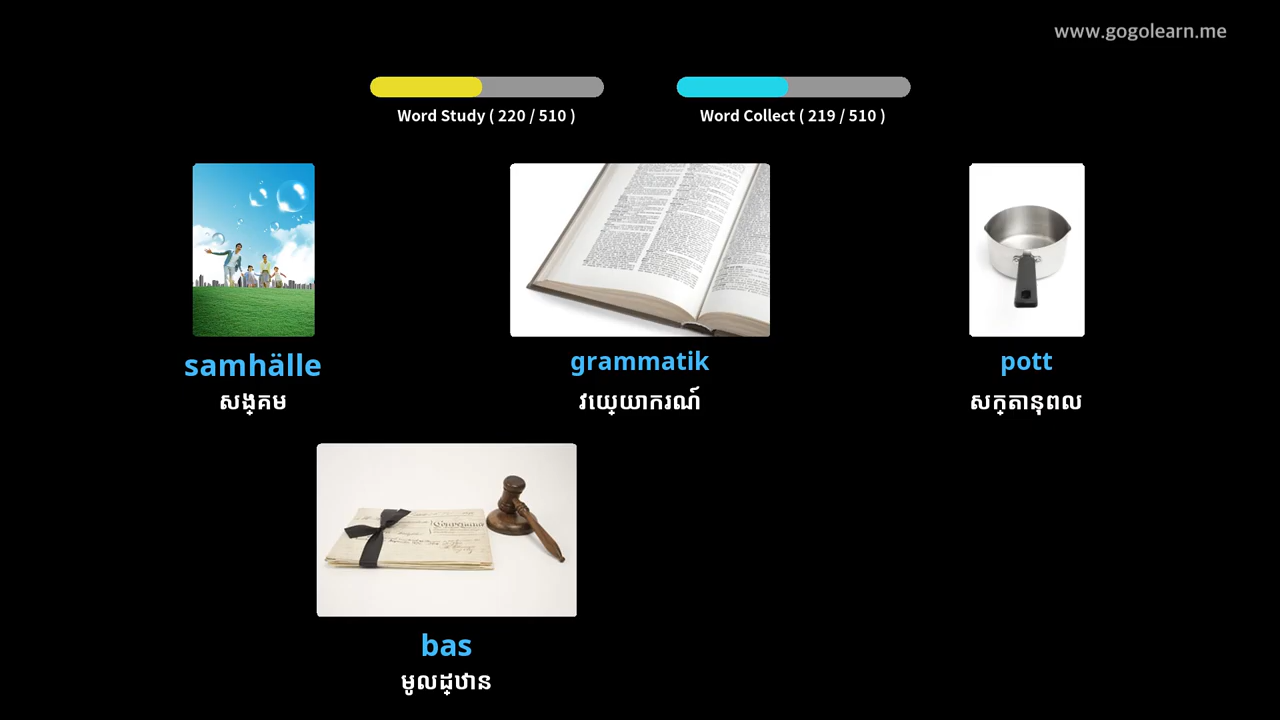 www.gogolearn.me
Word Study ( 220 / 510 )
Word Collect ( 219 / 510 )
samhälle
សង្គម
grammatik
វេយ្យាករណ៍
pott
សក្តានុពល
bas
មូលដ្ឋាន